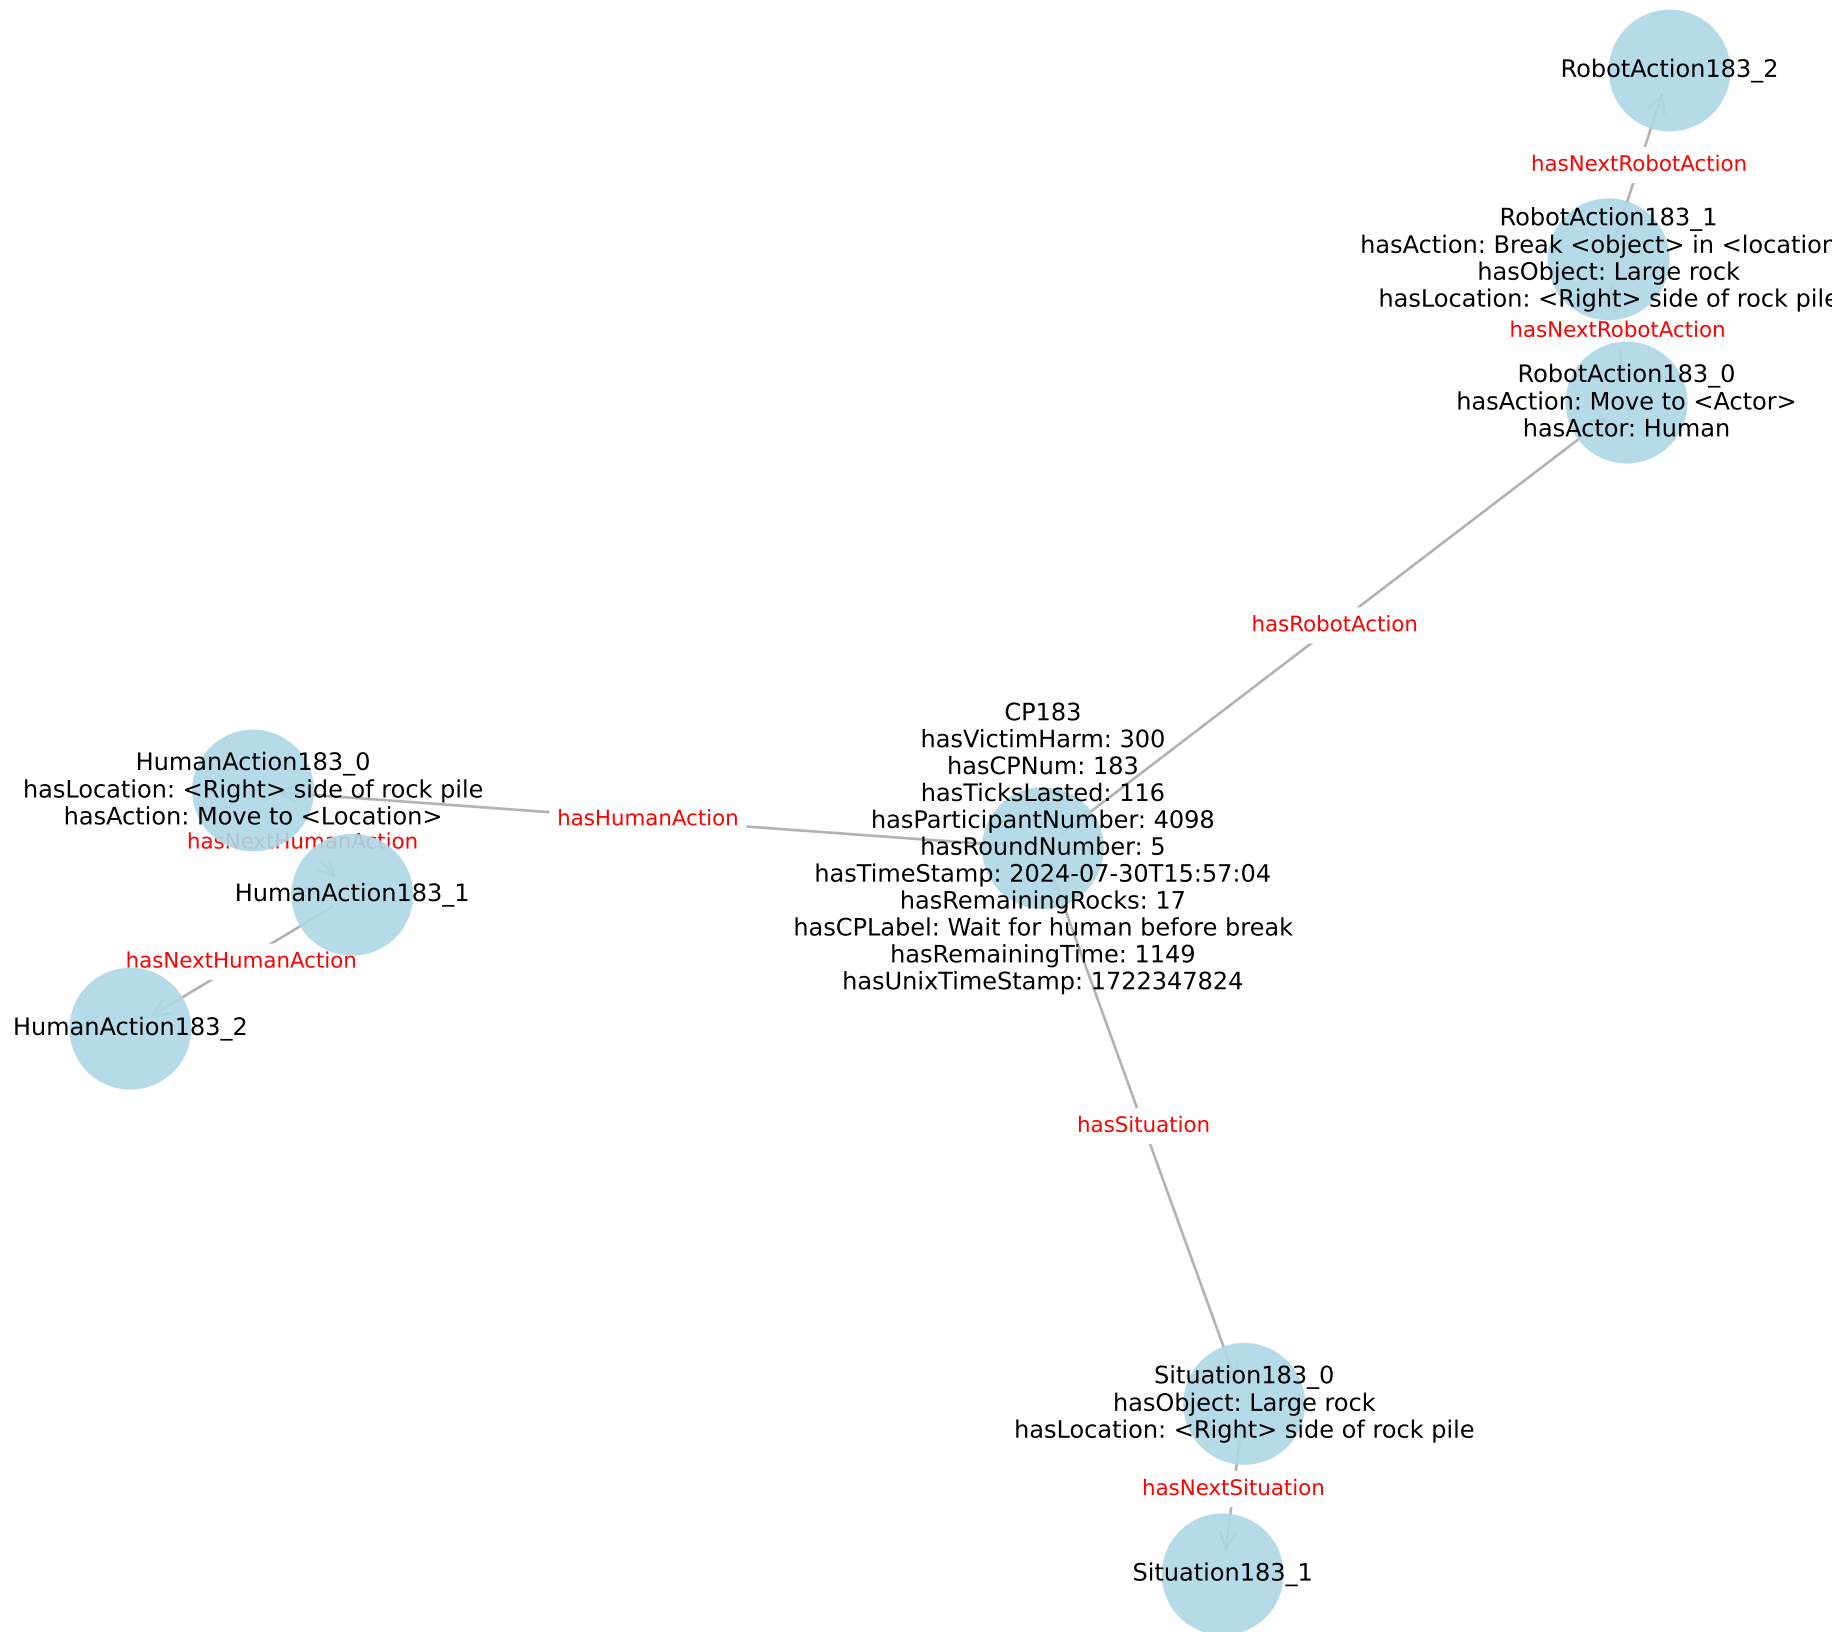 RobotAction183_2
hasNextRobotAction
RobotAction183_1
hasAction: Break <object> in <location
hasObject: Large rock
hasLocation: <Right> side of rock pile
hasNextRobotAction
RobotAction183_0
hasAction: Move to <Actor>
hasActor: Human
hasRobotAction
CP183
hasVictimHarm: 300
hasCPNum: 183
hasTicksLasted: 116
hasParticipantNumber: 4098
hasRoundNumber: 5
hasTimeStamp: 2024-07-30T15:57:04
hasRemainingRocks: 17
hasCPLabel: Wait for human before break
hasRemainingTime: 1149
hasUnixTimeStamp: 1722347824
HumanAction183_0
hasLocation: <Right> side of rock pile
hasAction: Move to <Location>
hasHumanAction
hasNextHumanAction
HumanAction183_1
hasNextHumanAction
HumanAction183_2
hasSituation
Situation183_0
hasObject: Large rock
hasLocation: <Right> side of rock pile
hasNextSituation
Situation183_1